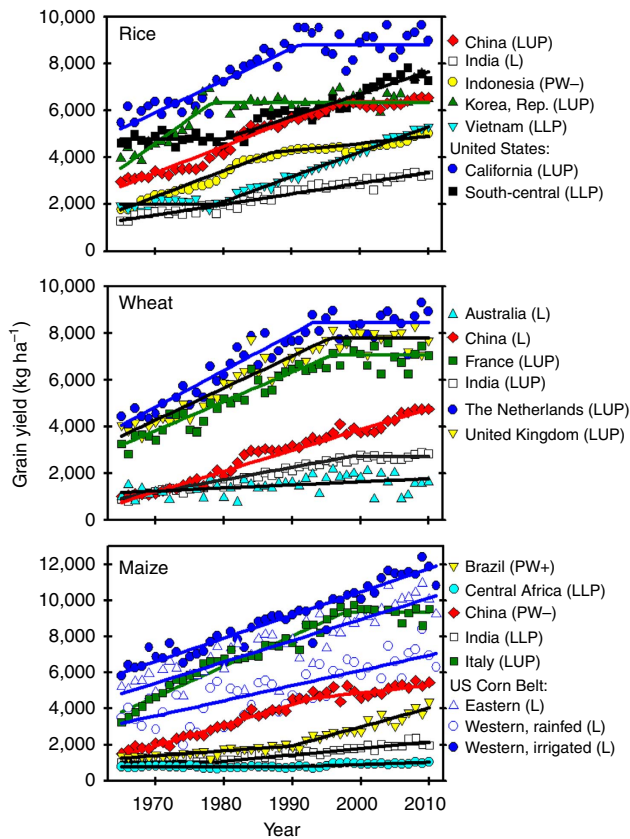 Rice
10,000
8,000
6,000
4,000
2,000
0
China (LUP)
India (L)
Indonesia (PW–)
Korea, Rep. (LUP)
Vietnam (LLP)
United States:
California (LUP)
South-central (LLP)
Grain yield (kg ha⁻¹)
Wheat
10,000
8,000
6,000
4,000
2,000
0
Australia (L)
China (L)
France (LUP)
India (LUP)
The Netherlands (LUP)
United Kingdom (LUP)
Maize
12,000
10,000
8,000
6,000
4,000
2,000
0
Brazil (PW+)
Central Africa (LLP)
China (PW–)
India (LLP)
Italy (LUP)
US Corn Belt:
Eastern (L)
Western, rainfed (L)
Western, irrigated (L)
1970 1980 1990 2000 2010
Year